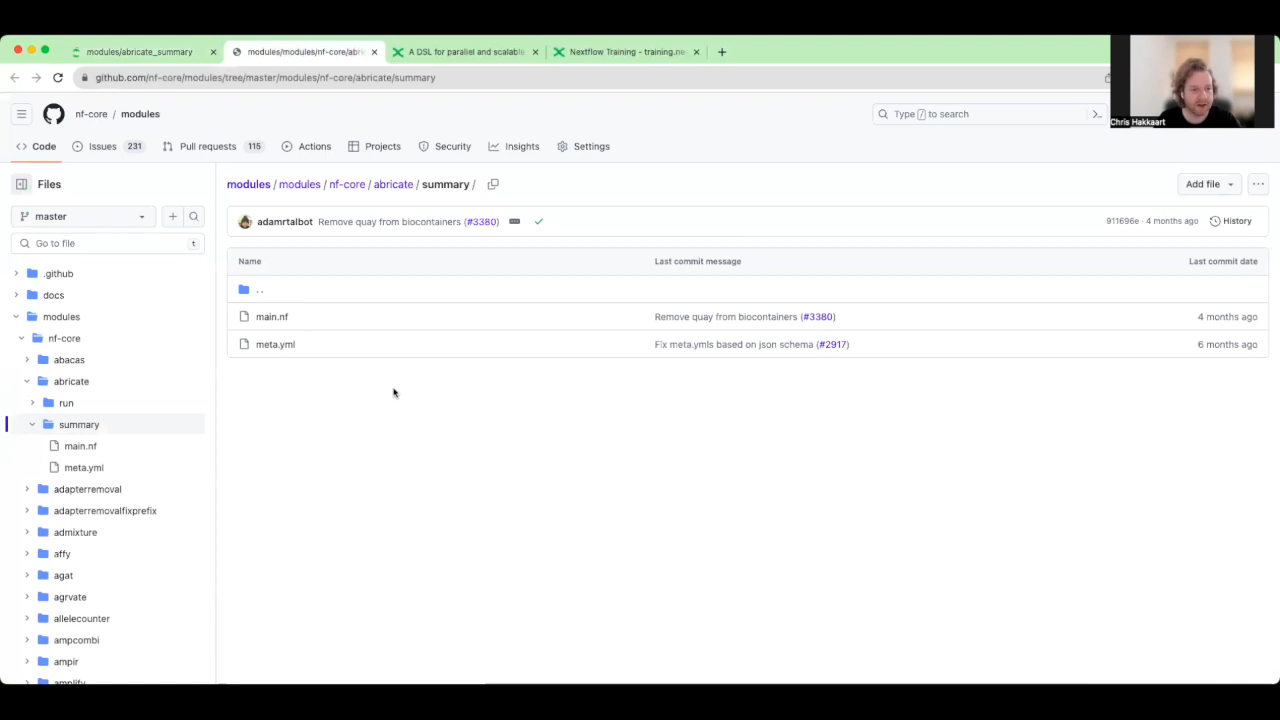 modules/abricate_summary
modules/modules/nf-core/abri
A DSL for parallel and scalable
Nextflow Training - training.ne
github.com/nf-core/modules/tree/master/modules/nf-core/abricate/summary
Chris Hakkaart
nf-core / modules
Type / to search
Code
Issues 231
Pull requests 115
Actions
Projects
Security
Insights
Settings
Files
modules / modules / nf-core / abricate / summary /
Add file
master
adamrtalbot Remove quay from biocontainers (#3380)
911696e · 4 months ago
History
Go to file t
Name Last commit message Last commit date
. .
main.nf Remove quay from biocontainers (#3380) 4 months ago
meta.yml Fix meta.ymls based on json schema (#2917) 6 months ago
.github
docs
modules
nf-core
abacas
abricate
run
summary
main.nf
meta.yml
adapterremoval
adapterremovalfixprefix
admixture
affy
agat
agrvate
allelecounter
ampcombi
ampir
amplify